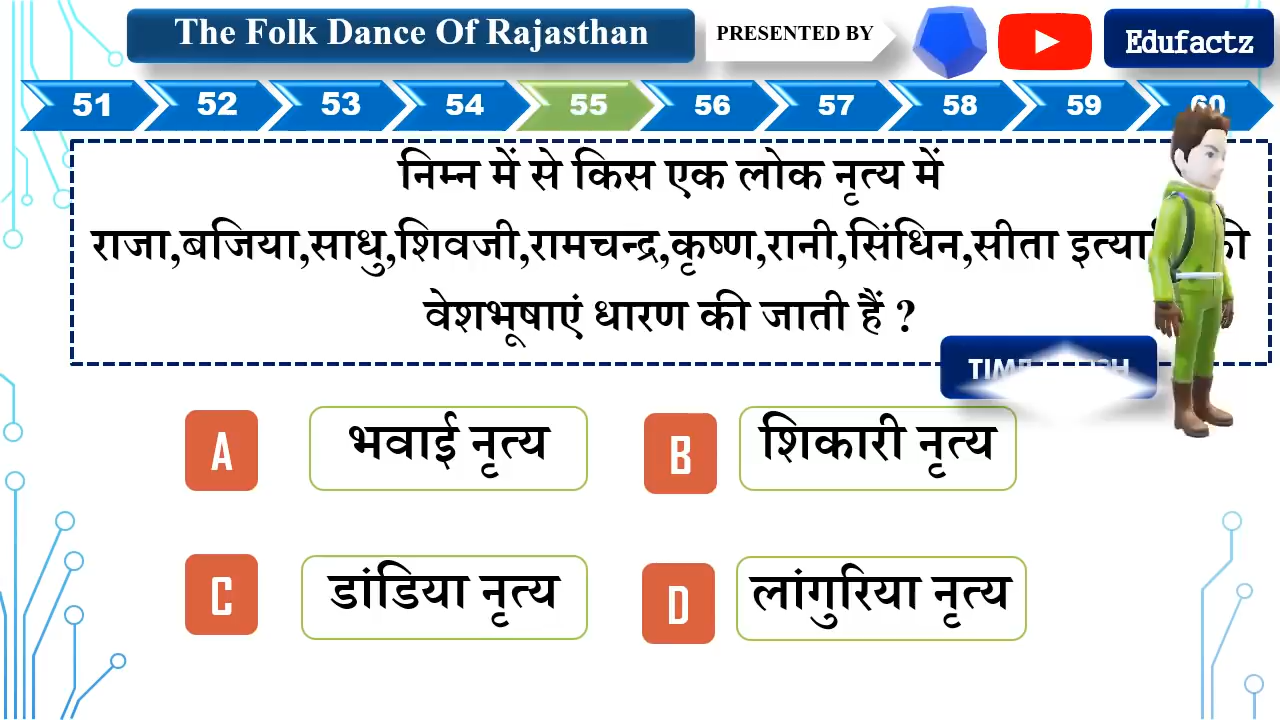 The Folk Dance Of Rajasthan
PRESENTED BY
Edufactz
51 52 53 54 55 56 57 58 59 60
निम्न में से किस एक लोक नृत्य में
राजा,बजिया,साधु,शिवजी,रामचन्द्र,कृष्ण,रानी,सिंधिन,सीता
वेशभूषाएं धारण की जाती हैं ?
A भवाई नृत्य
B शिकारी नृत्य
C डांडिया नृत्य
D लांगुरिया नृत्य